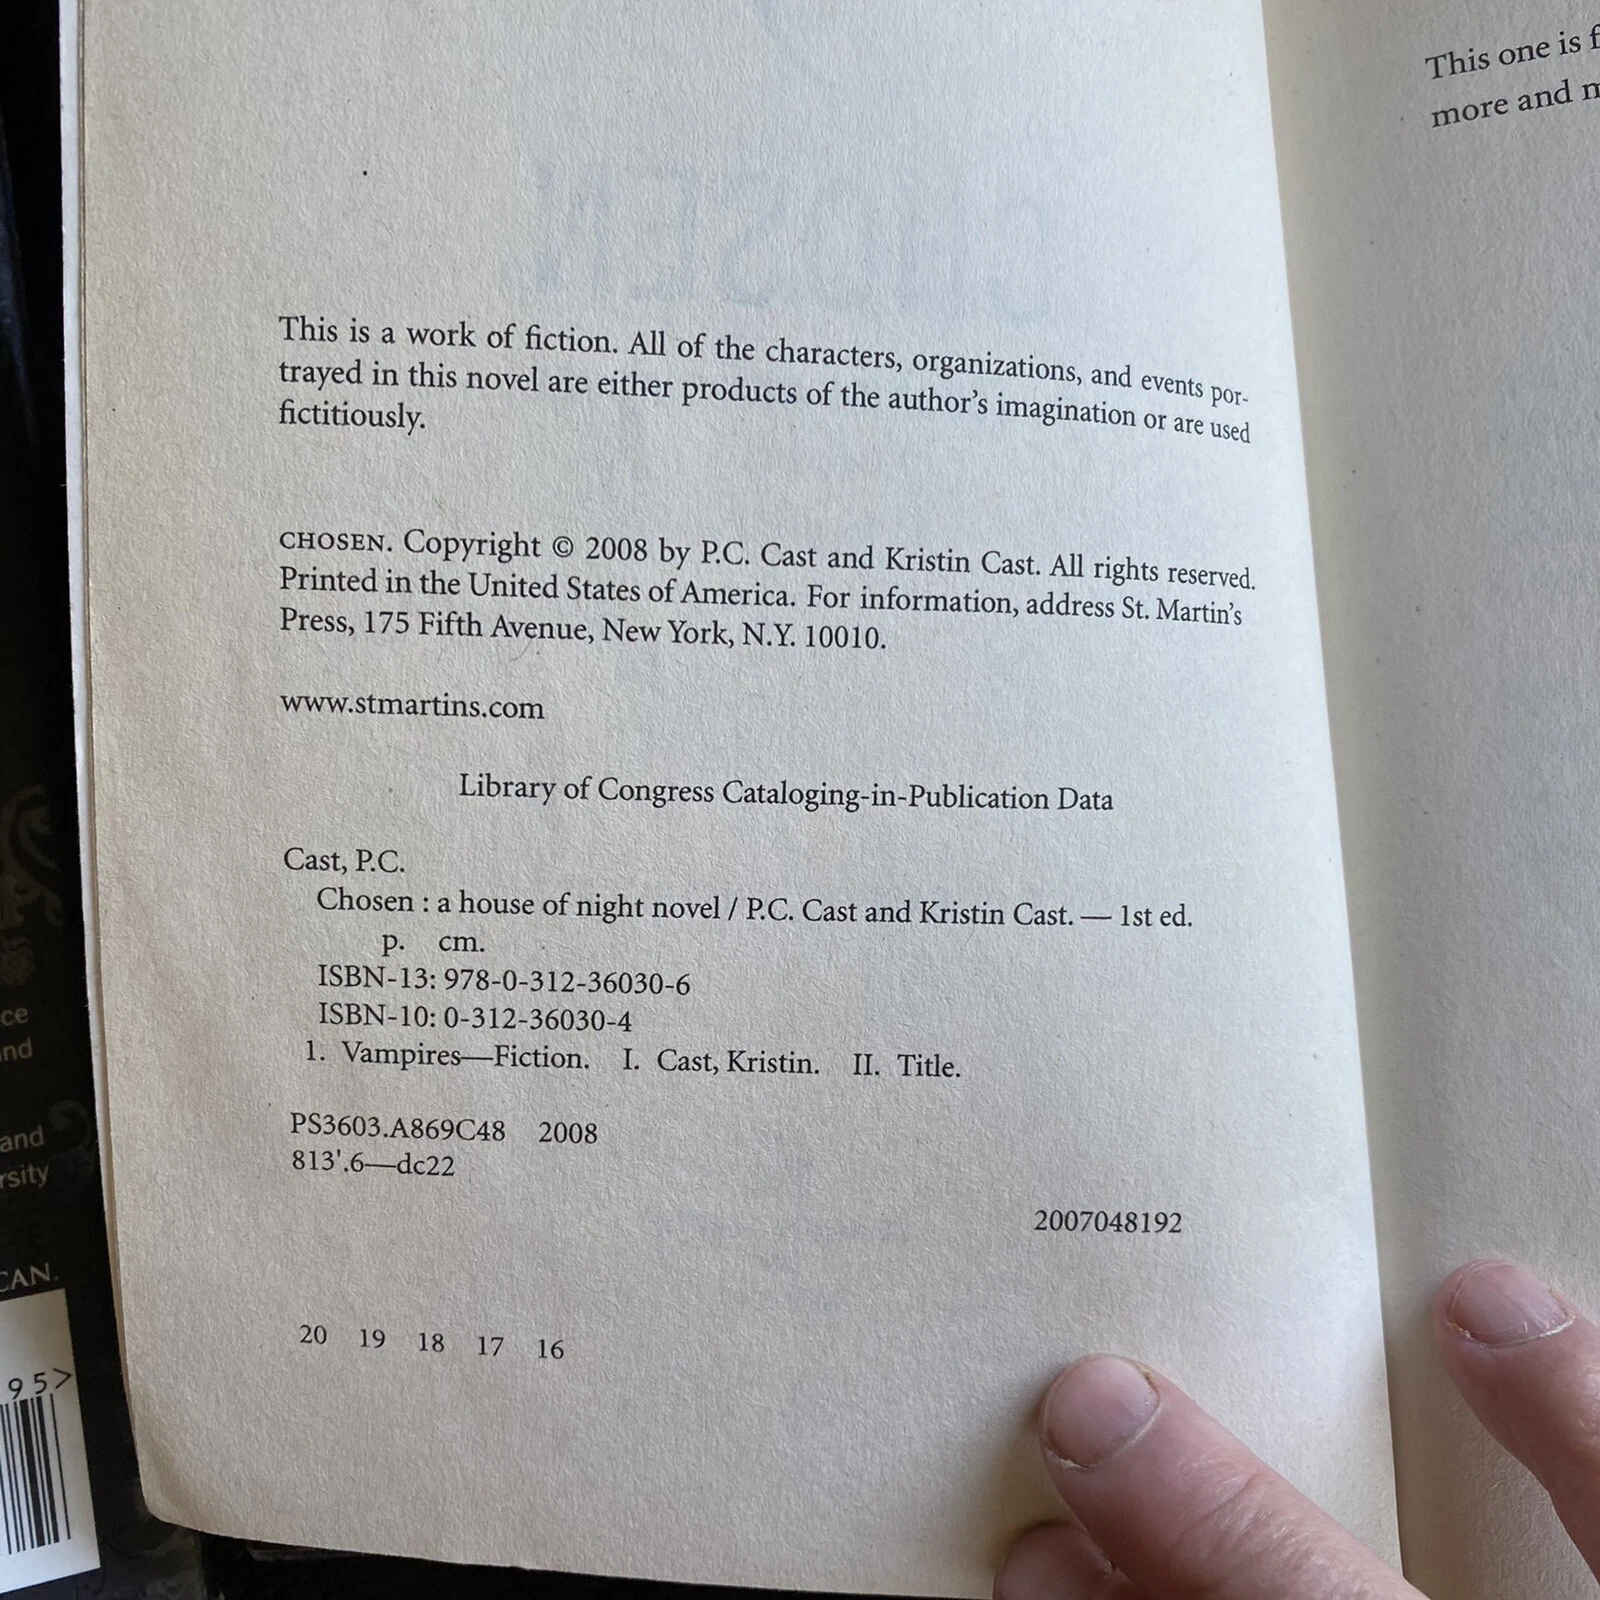 This is a work of fiction. All of the characters, organizations, and events por-
trayed in this novel are either products of the author's imagination or are used
fictitiously.
CHOSEN. Copyright © 2008 by P.C. Cast and Kristin Cast. All rights reserved.
Printed in the United States of America. For information, address St. Martin's
Press, 175 Fifth Avenue, New York, N.Y. 10010.
www.stmartins.com
Library of Congress Cataloging-in-Publication Data
Cast, P.C.
Chosen : a house of night novel / P.C. Cast and Kristin Cast. — 1st ed.
p. cm.
ISBN-13: 978-0-312-36030-6
ISBN-10: 0-312-36030-4
1. Vampires—Fiction. I. Cast, Kristin. II. Title.
PS3603.A869C48 2008
813'.6—dc22
2007048192
20 19 18 17 16
This one is
more and
and
CAN.
95>